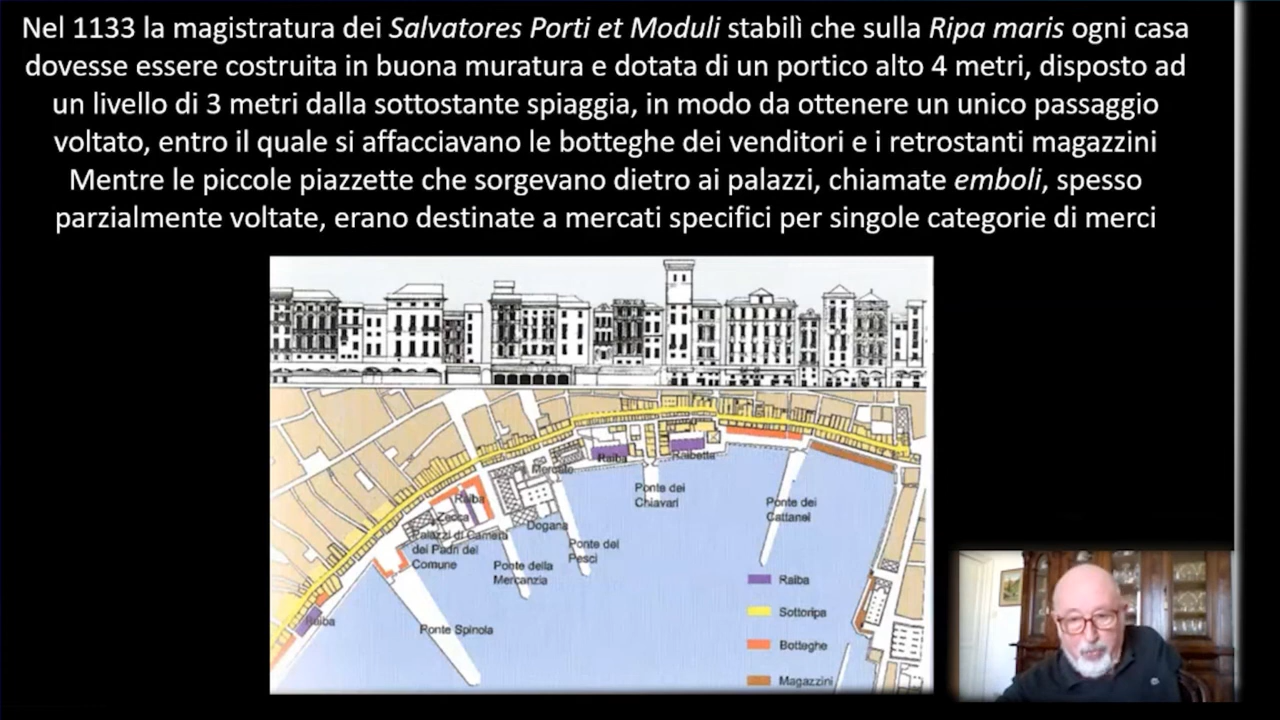 Nel 1133 la magistratura dei Salvatores Porti et Moduli stabilì che sulla Ripa maris ogni casa
dovesse essere costruita in buona muratura e dotata di un portico alto 4 metri, disposto ad
un livello di 3 metri dalla sottostante spiaggia, in modo da ottenere un unico passaggio
voltato, entro il quale si affacciavano le botteghe dei venditori e i retrostanti magazzini
Mentre le piccole piazzette che sorgevano dietro ai palazzi, chiamate emboli, spesso
parzialmente voltate, erano destinate a mercati specifici per singole categorie di merci
Raiba
Raibetta
Mercato
Ponte dei
Chiavari
Raiba
Ponte dei
Cattanei
Zecca
Dogana
Palazzi di Camera
dei Padri del
Comune
Ponte dei
Pesci
Ponte della
Mercanzia
Raiba
Raiba
Sottoripa
Ponte Spinola
Botteghe
Magazzini